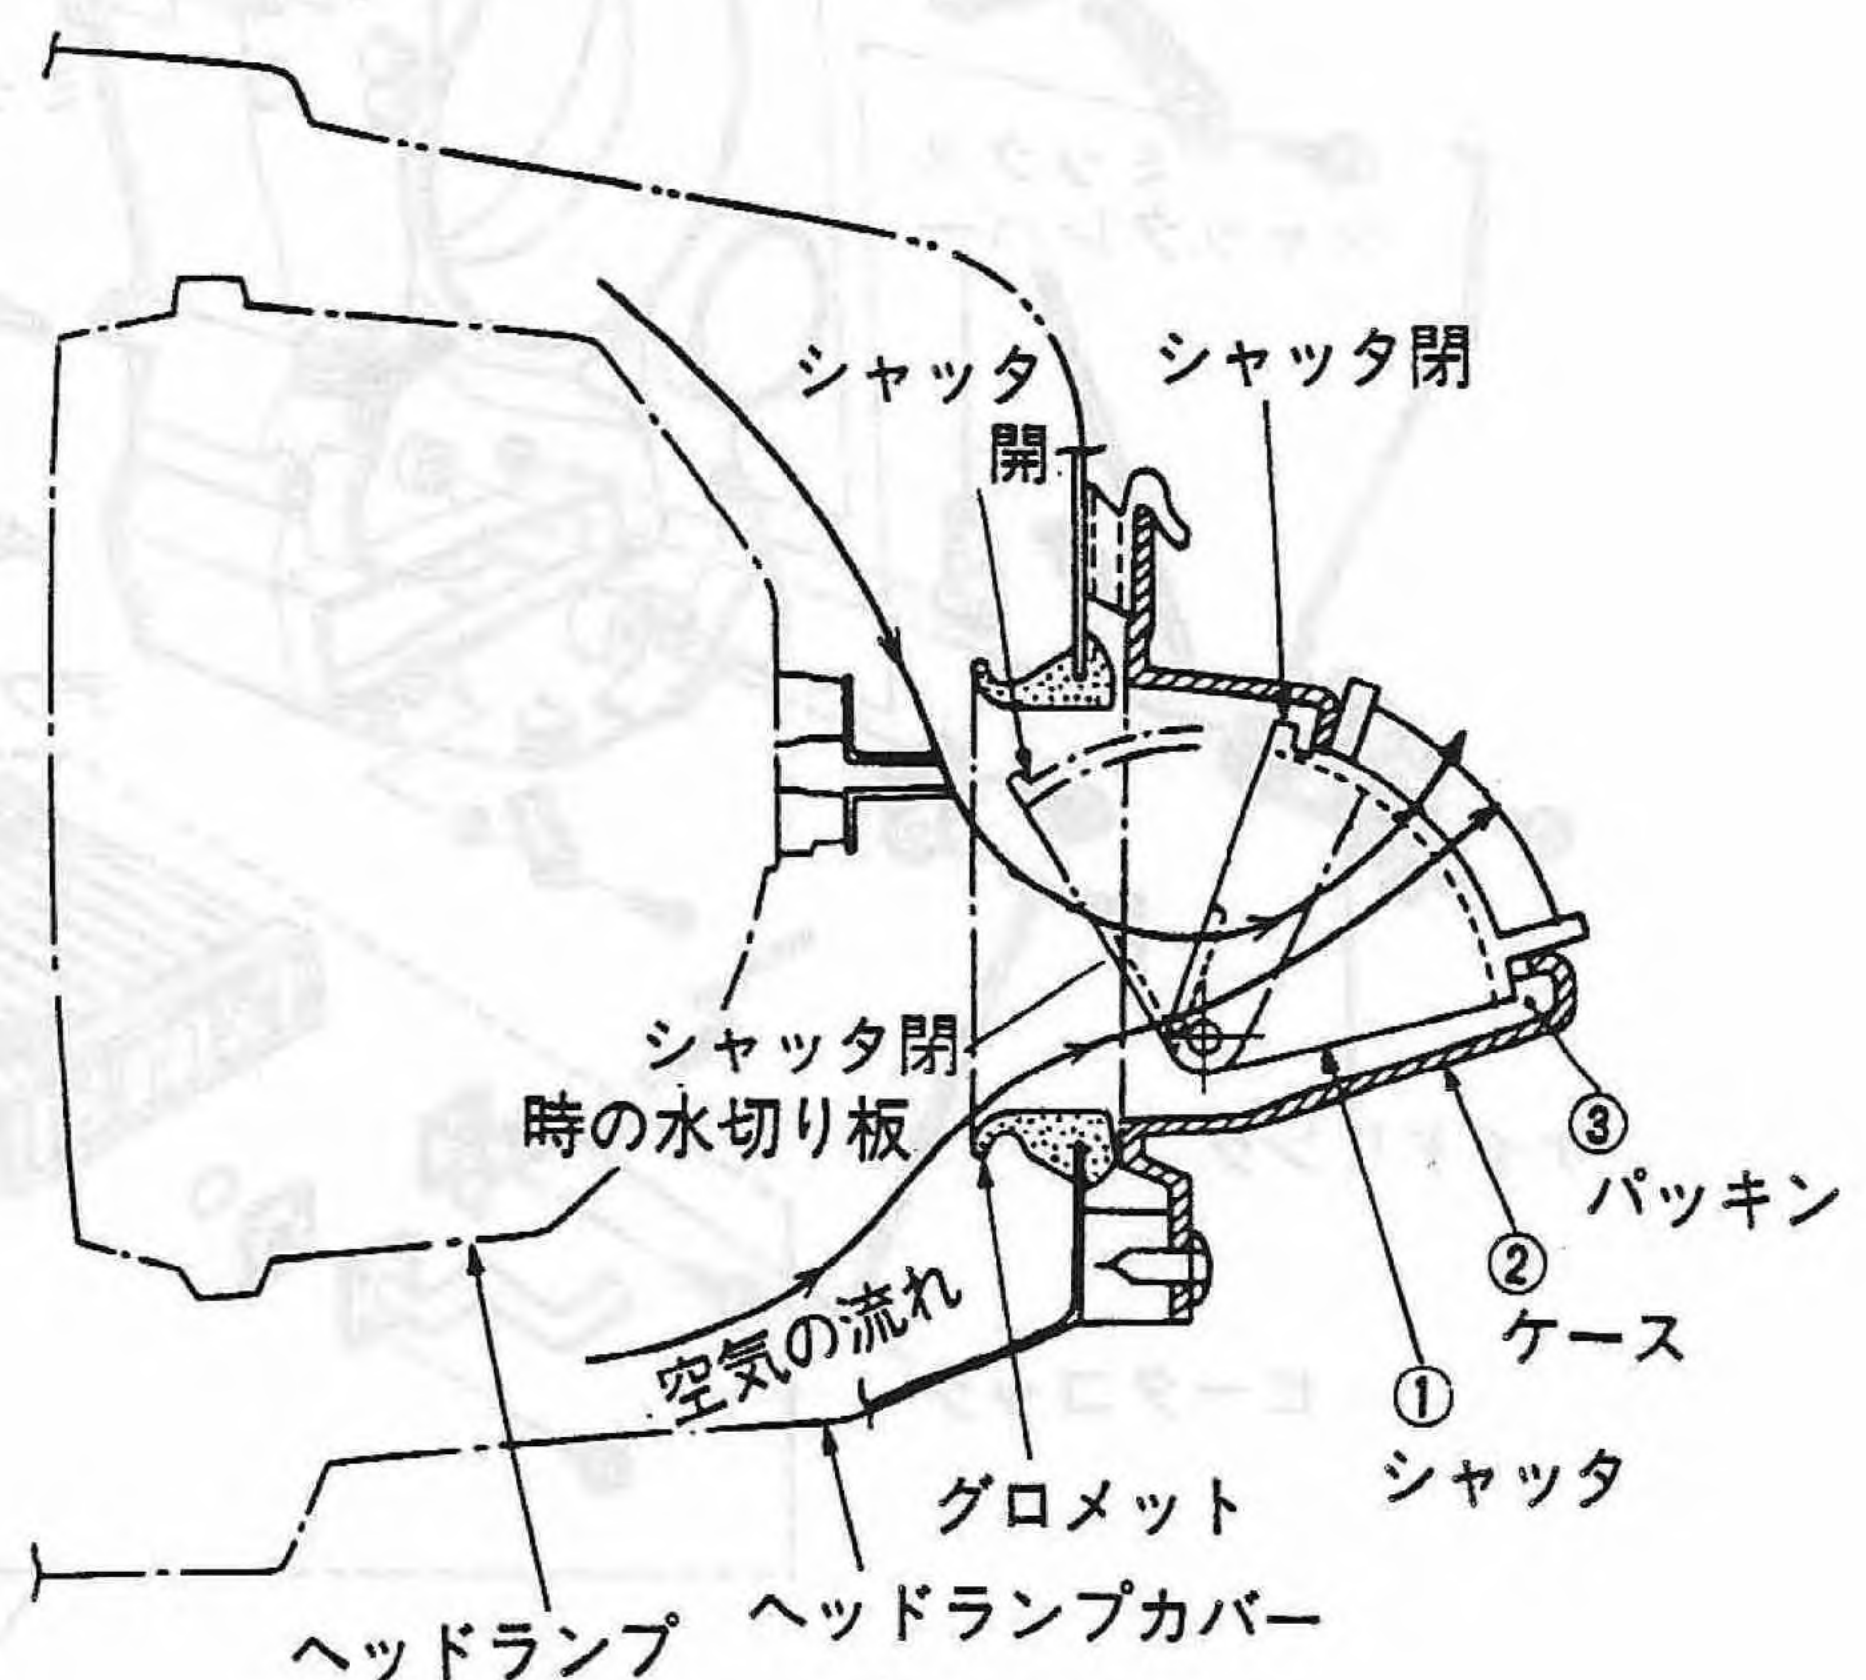 シャッタ
開
シャッタ閉
シャッタ閉
時の水切り板
空気の流れ
③
パッキン
②
ケース
①
シャッタ
グロメット
ヘッドランプカバー
ヘッドランプ